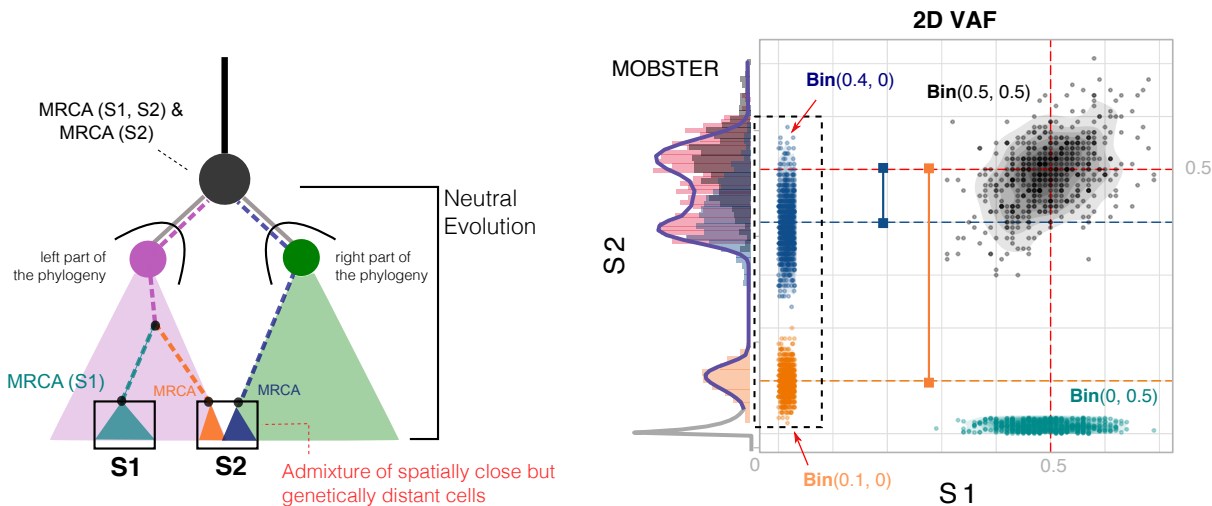 MRCA (S1, S2) &
MRCA (S2)
Neutral
Evolution
left part of
the phylogeny
right part of
the phylogeny
MRCA (S1)
MRCA
MRCA
S1
S2
Admixture of spatially close but
genetically distant cells
2D VAF
MOBSTER
Bin(0.4, 0)
Bin(0.5, 0.5)
0.5
S2
Bin(0, 0.5)
0
0.5
Bin(0.1, 0)
S1